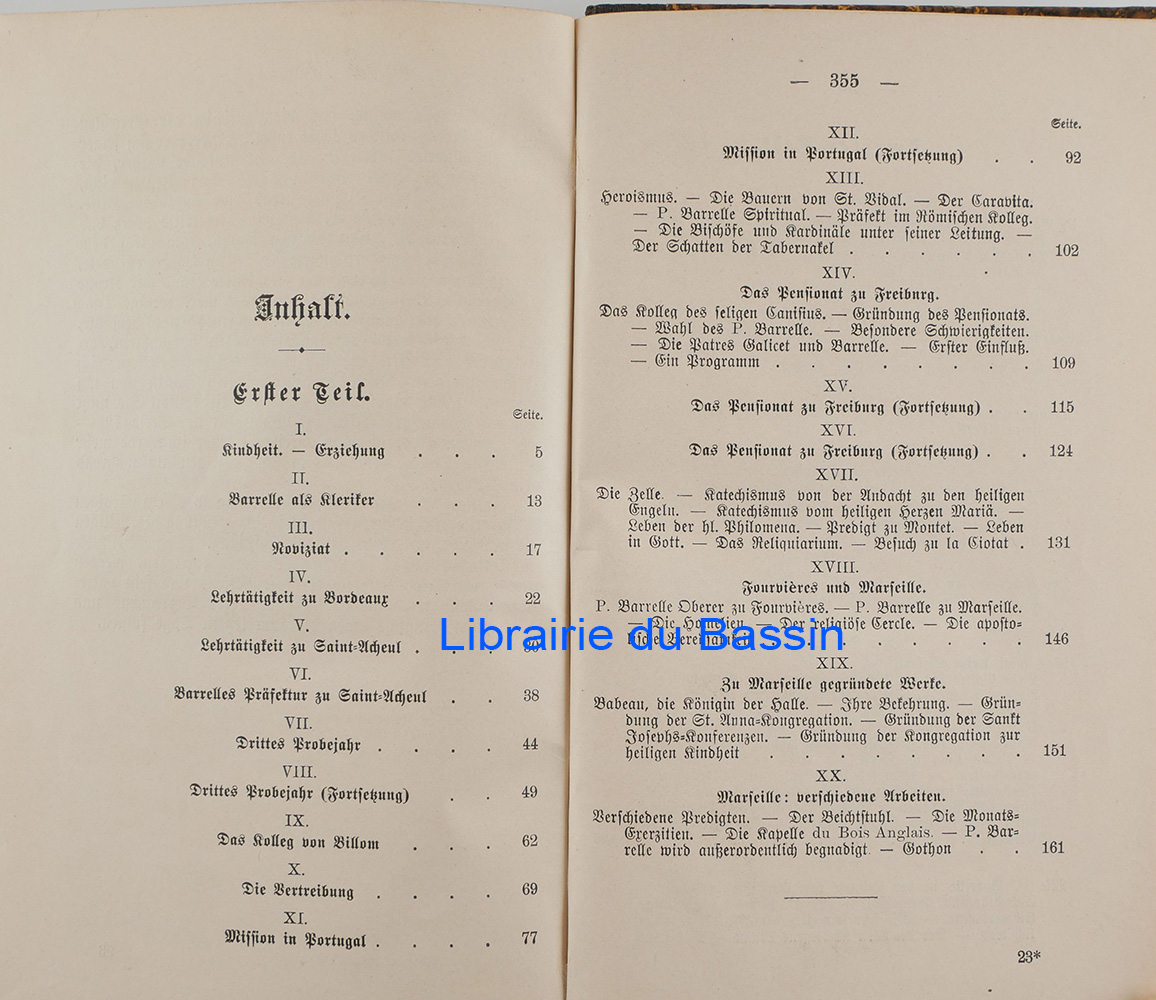 Inhalt.
Erster Teil.
Seite.
I.
Kindheit. — Erziehung . . . 5
II.
Barrelle als Kleriker . . . 13
III.
Noviziat . . . . . 17
IV.
Lehrtätigkeit zu Bordeaux . . . 22
V.
Lehrtätigkeit zu Saint-Acheul . . . 30
VI.
Barrelles Präfektur zu Saint-Acheul . . 38
VII.
Drittes Probejahr . . . . 44
VIII.
Drittes Probejahr (Fortsetzung) . . 49
IX.
Das Kolleg von Billom . . . 62
X.
Die Vertreibung . . . . 69
XI.
Mission in Portugal . . . . 77
— 355 —
Seite.
XII.
Mission in Portugal (Fortsetzung) . . 92
XIII.
Heroismus. — Die Bauern von St. Vidal. — Der Caravita.
— P. Barrelle Spiritual. — Präfekt im Römischen Kolleg.
— Die Bischöfe und Kardinäle unter seiner Leitung. —
Der Schatten der Tabernakel . . . . . . 102
XIV.
Das Pensionat zu Freiburg.
Das Kolleg des seligen Canisius. — Gründung des Pensionats.
— Wahl des P. Barrelle. — Besondere Schwierigkeiten.
— Die Patres Galicet und Barrelle. — Erster Einfluß.
— Ein Programm . . . . . . . . 109
XV.
Das Pensionat zu Freiburg (Fortsetzung) . . 115
XVI.
Das Pensionat zu Freiburg (Fortsetzung) . . 124
XVII.
Die Zelle. — Katechismus von der Andacht zu den heiligen
Engeln. — Katechismus vom heiligen Herzen Mariä. —
Leben der hl. Philomena. — Predigt zu Montet. — Leben
in Gott. — Das Reliquiarium. — Besuch zu la Ciotat . 131
XVIII.
Fourvières und Marseille.
P. Barrelle Oberer zu Fourvières. — P. Barrelle zu Marseille.
— Die Homelien. — Der religiöse Cercle. — Die aposto-
lische Beredsamkeit . . . . . . . 146
XIX.
Zu Marseille gegründete Werke.
Babeau, die Königin der Halle. — Ihre Bekehrung. — Grün-
dung der St. Anna-Kongregation. — Gründung der Sankt
Josephs-Konferenzen. — Gründung der Kongregation zur
heiligen Kindheit . . . . . . . . 151
XX.
Marseille: verschiedene Arbeiten.
Verschiedene Predigten. — Der Beichtstuhl. — Die Monats-
Exerzitien. — Die Kapelle du Bois Anglais. — P. Bar-
relle wird außerordentlich begnadigt. — Gothon . . 161
23*
Librairie du Bassin